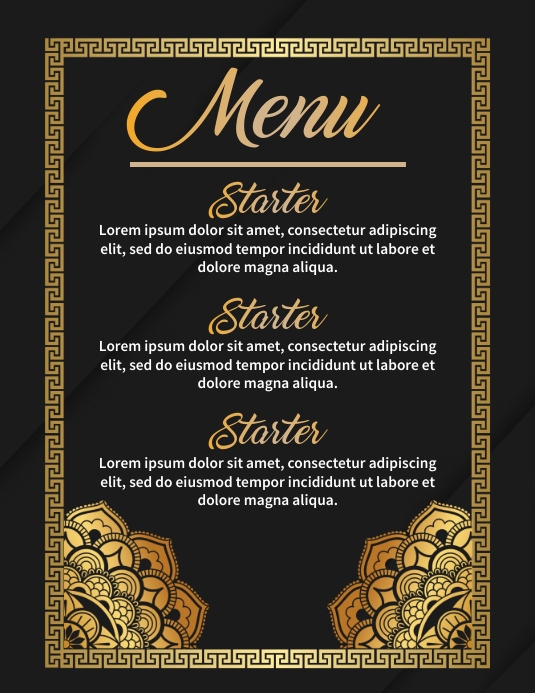 Menu
Starter
Lorem ipsum dolor sit amet, consectetur adipiscing
elit, sed do eiusmod tempor incididunt ut labore et
dolore magna aliqua.
Starter
Lorem ipsum dolor sit amet, consectetur adipiscing
elit, sed do eiusmod tempor incididunt ut labore et
dolore magna aliqua.
Starter
Lorem ipsum dolor sit amet, consectetur adipiscing
elit, sed do eiusmod tempor incididunt ut labore et
dolore magna aliqua.